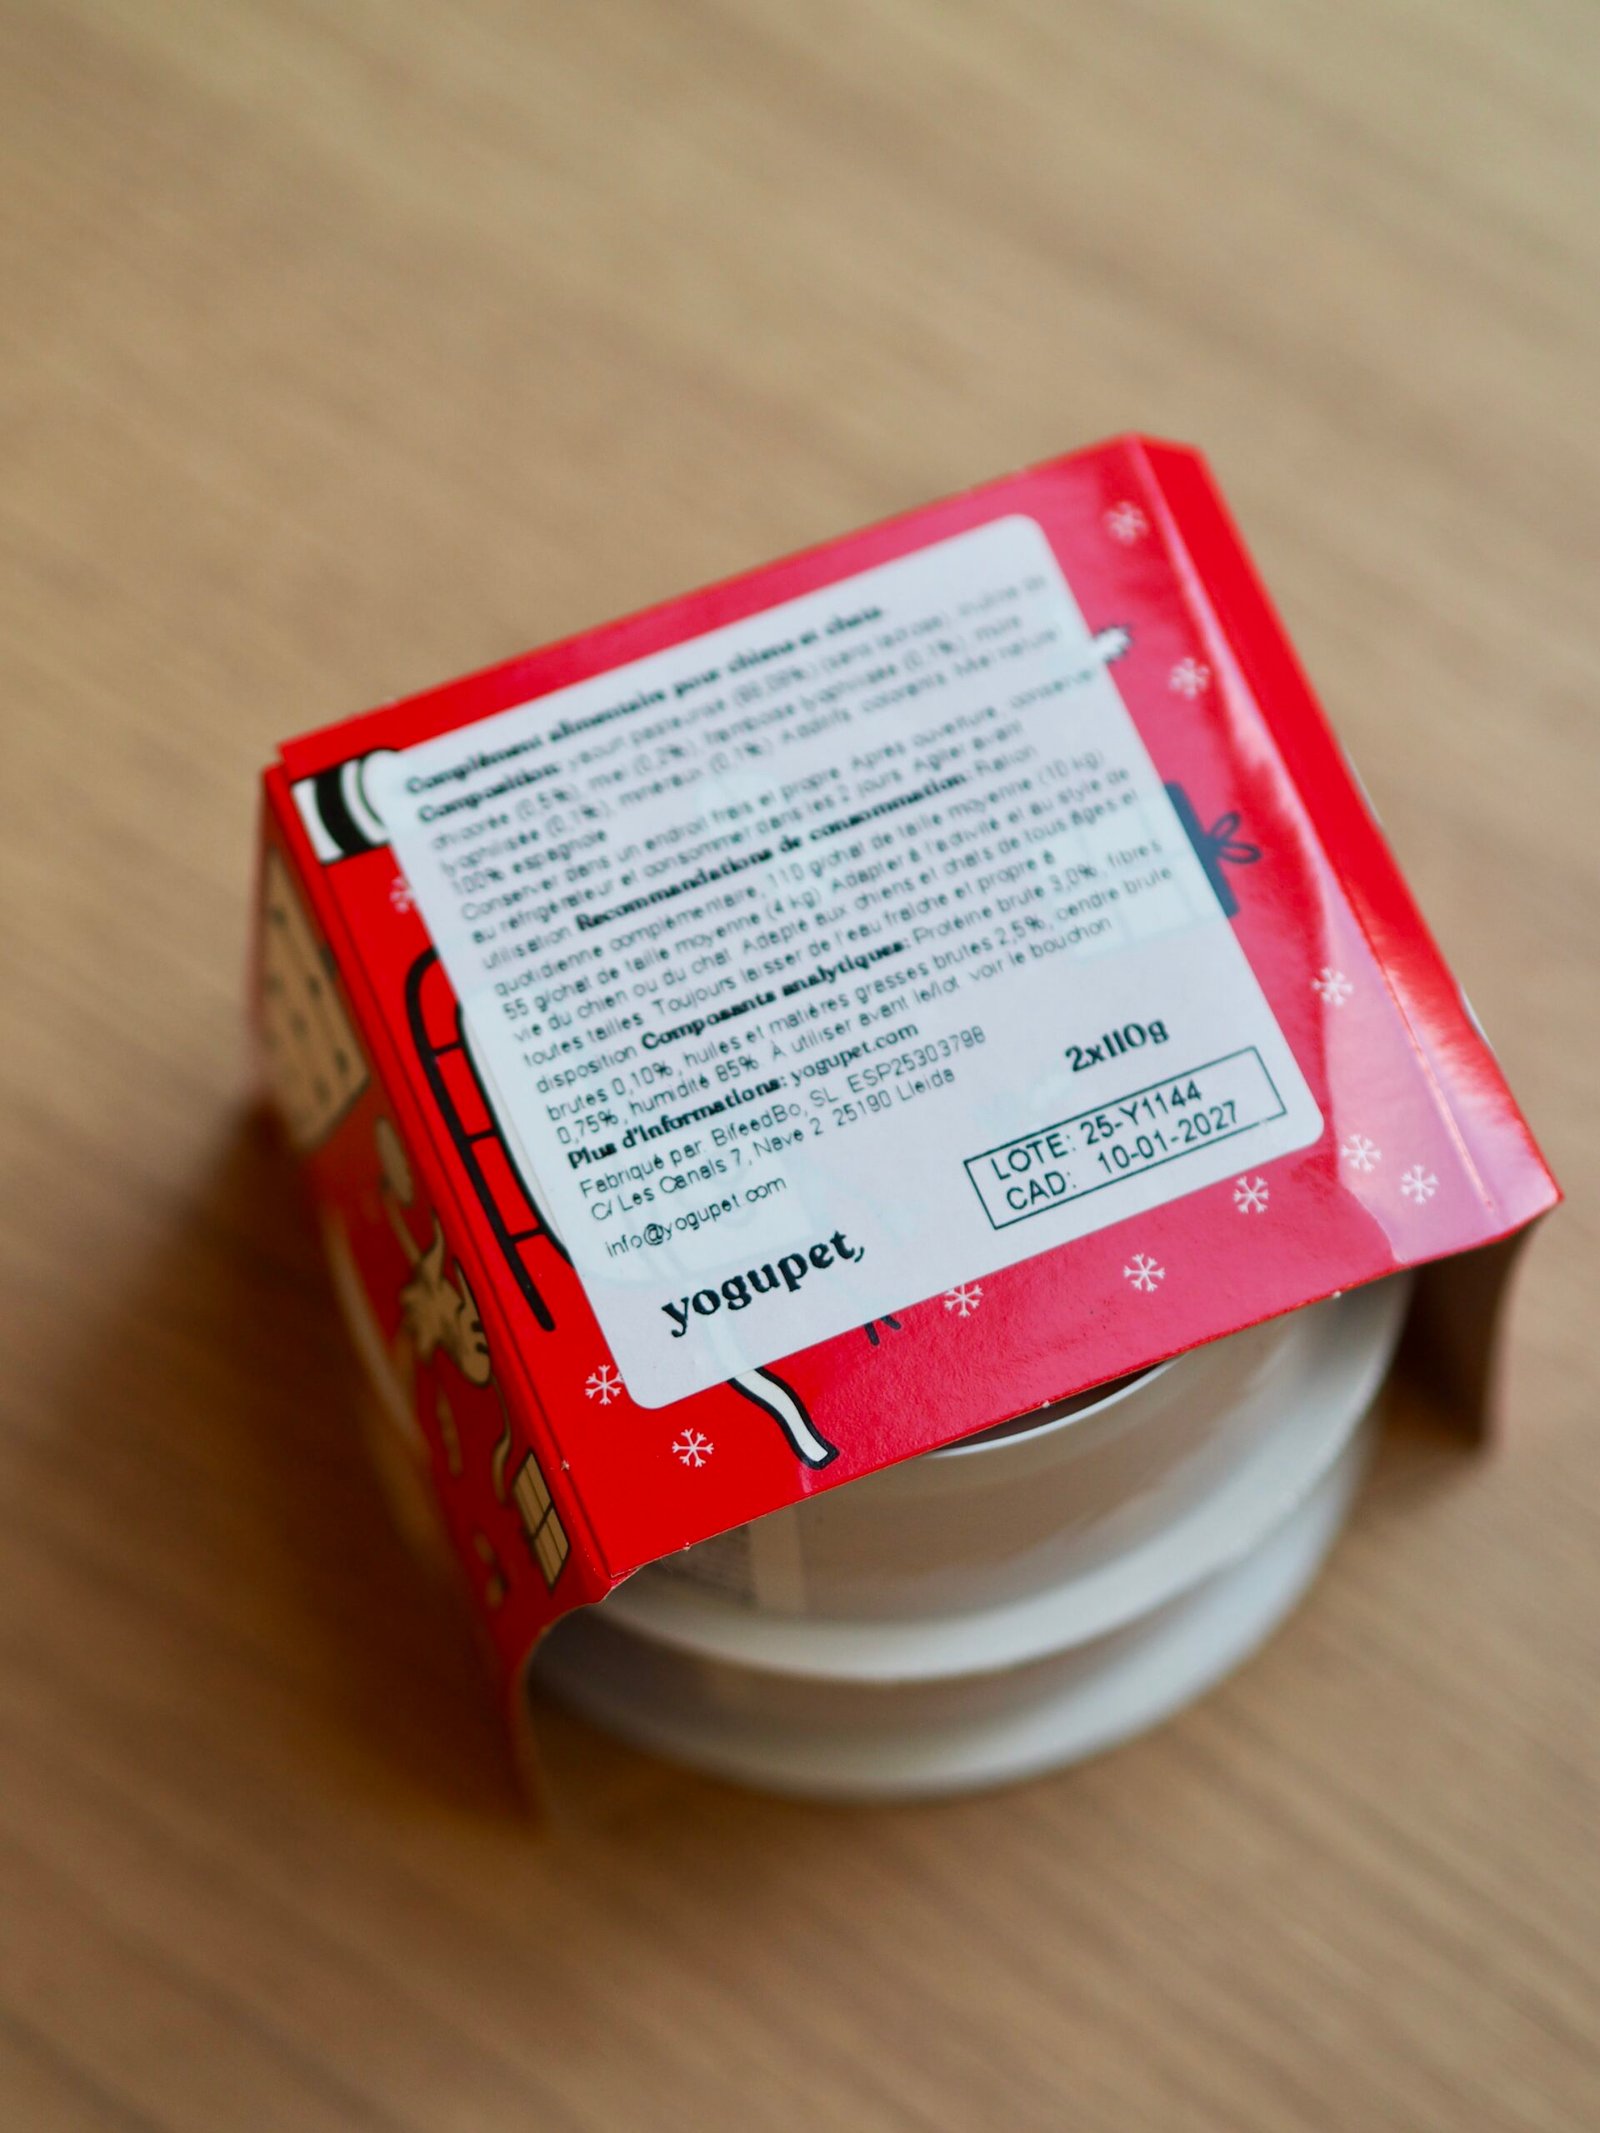 Complément alimentaire pour chiens et chats.
Composition: yaourt pasteurisé (sans lactose), inuline de
chicorée (0,5%), miel (0,2%), framboise lyophilisée (0,1%), mûre
lyophilisée (0,1%), minéraux (0,1%). Additifs: colorants
100% espagnole
Conserver dans un endroit frais et propre. Après ouverture, conserver
au réfrigérateur et consommer dans les 2 jours. Agiter avant
utilisation Recommandations de consommation: Ration
quotidienne complémentaire, 110 g/chat de taille moyenne (10 kg)
55 g/chat de taille moyenne (4 kg). Adapter à l'activité et au style de
vie du chien ou du chat. Adapté aux chiens et chats de tous âges et
toutes tailles. Toujours laisser de l'eau fraîche et propre à
disposition Composants analytiques: Protéine brute 3,0%, fibres
brutes 0,10%, huiles et matières grasses brutes 2,5%, cendre brute
0,75%, humidité 85%. À utiliser avant le/lot: voir le bouchon
Plus d'informations: yogupet.com
Fabriqué par: BifeedBo, SL. ESP25303798
C/ Les Canals 7, Nave 2 25190 Lleida
info@yogupet.com
2x110g
LOTE: 25-Y1144
CAD: 10-01-2027
yogupet,